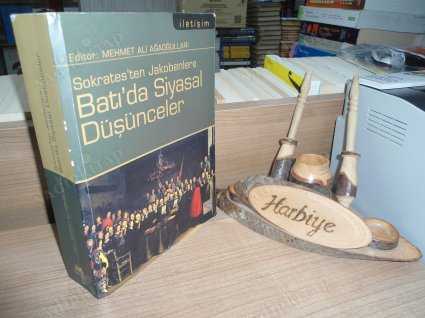 iletişim
Editör: MEHMET ALİ AĞAOĞULLARI
Sokrates'ten Jakobenlere
Batı'da Siyasal
Düşünceler
Harbiye